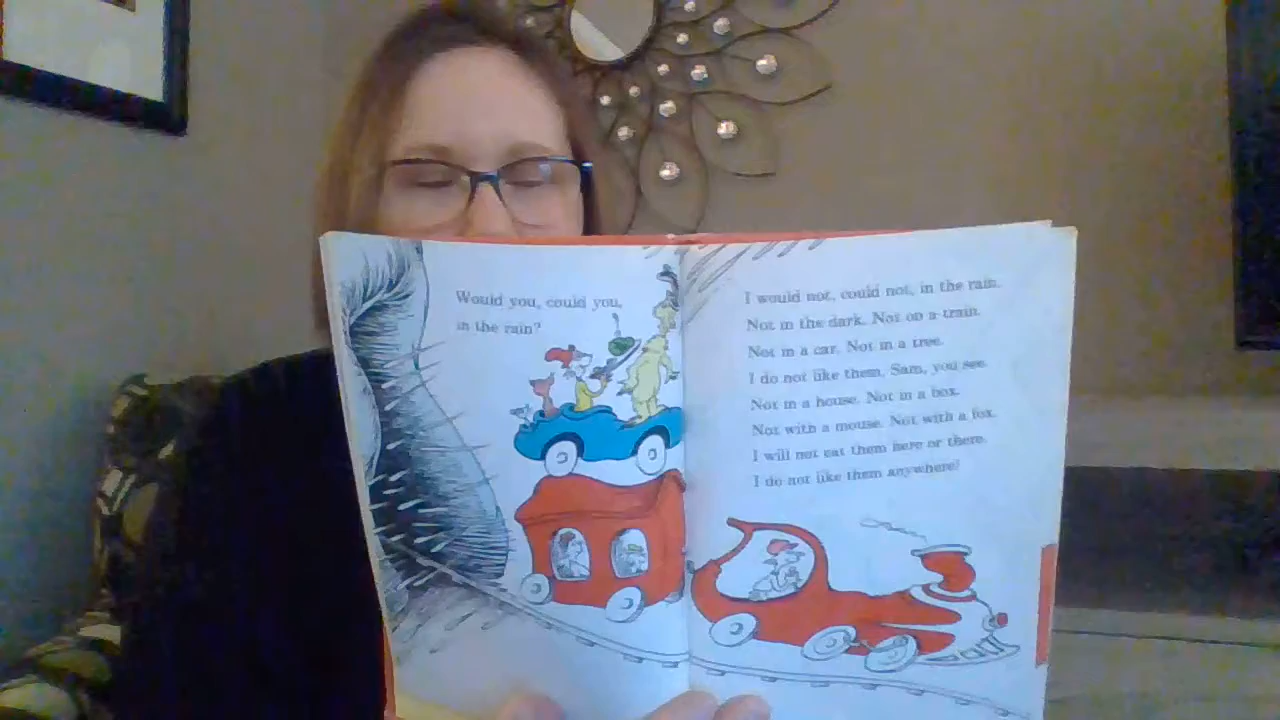 Would you, could you,
in the rain?
I would not, could not, in the rain.
Not in the dark. Not on a train.
Not in a car. Not in a tree.
I do not like them, Sam, you see.
Not in a house. Not in a box.
Not with a mouse. Not with a fox.
I will not eat them here or there.
I do not like them anywhere!